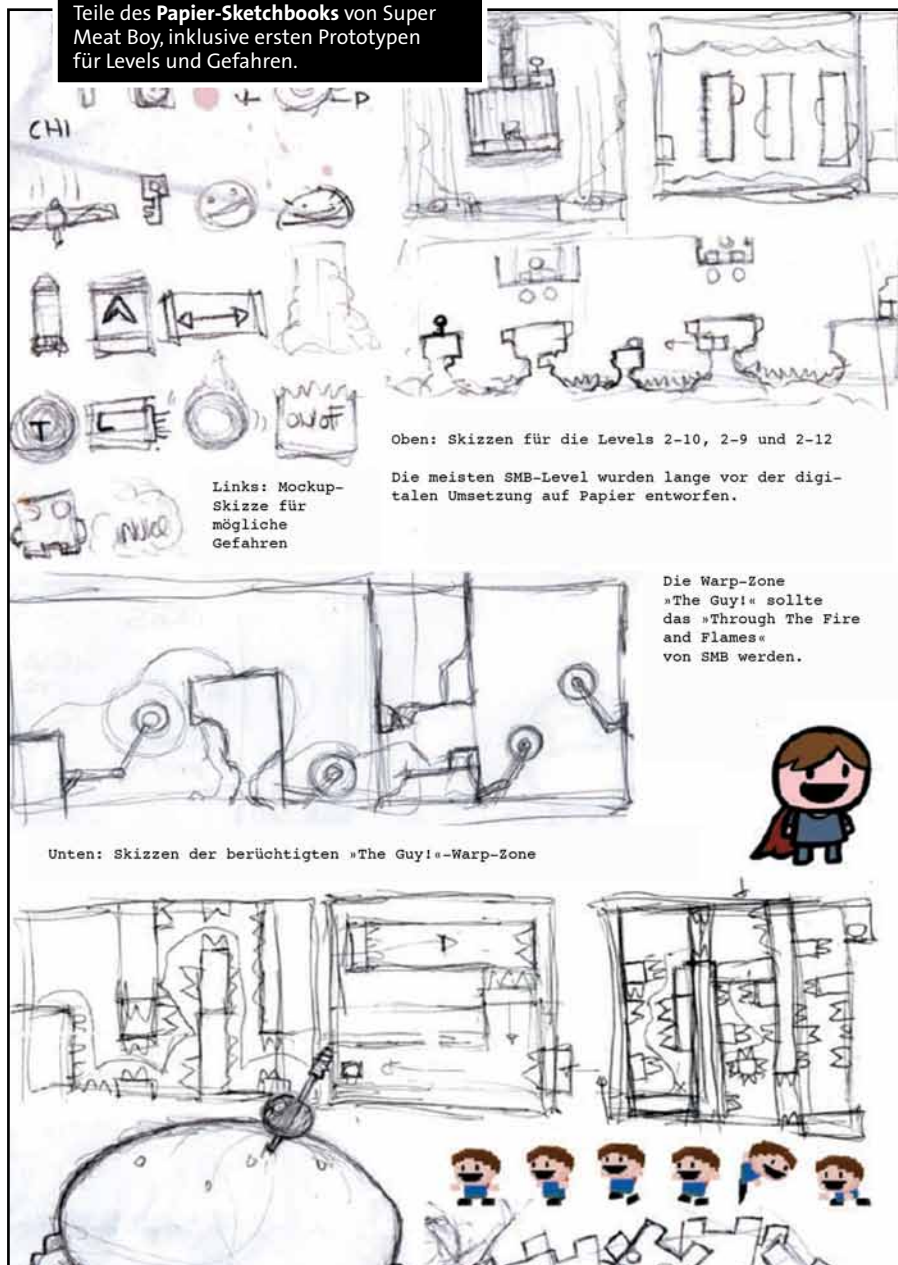 Teile des Papier-Sketchbooks von Super
Meat Boy, inklusive ersten Prototypen
für Levels und Gefahren.
CHI
P
T
L
on/off
Oben: Skizzen für die Levels 2-10, 2-9 und 2-12
Die meisten SMB-Level wurden lange vor der digi-
talen Umsetzung auf Papier entworfen.
Links: Mockup-
Skizze für
mögliche
Gefahren
Die Warp-Zone
»The Guy!« sollte
das »Through The Fire
and Flames«
von SMB werden.
Unten: Skizzen der berüchtigten »The Guy!«-Warp-Zone